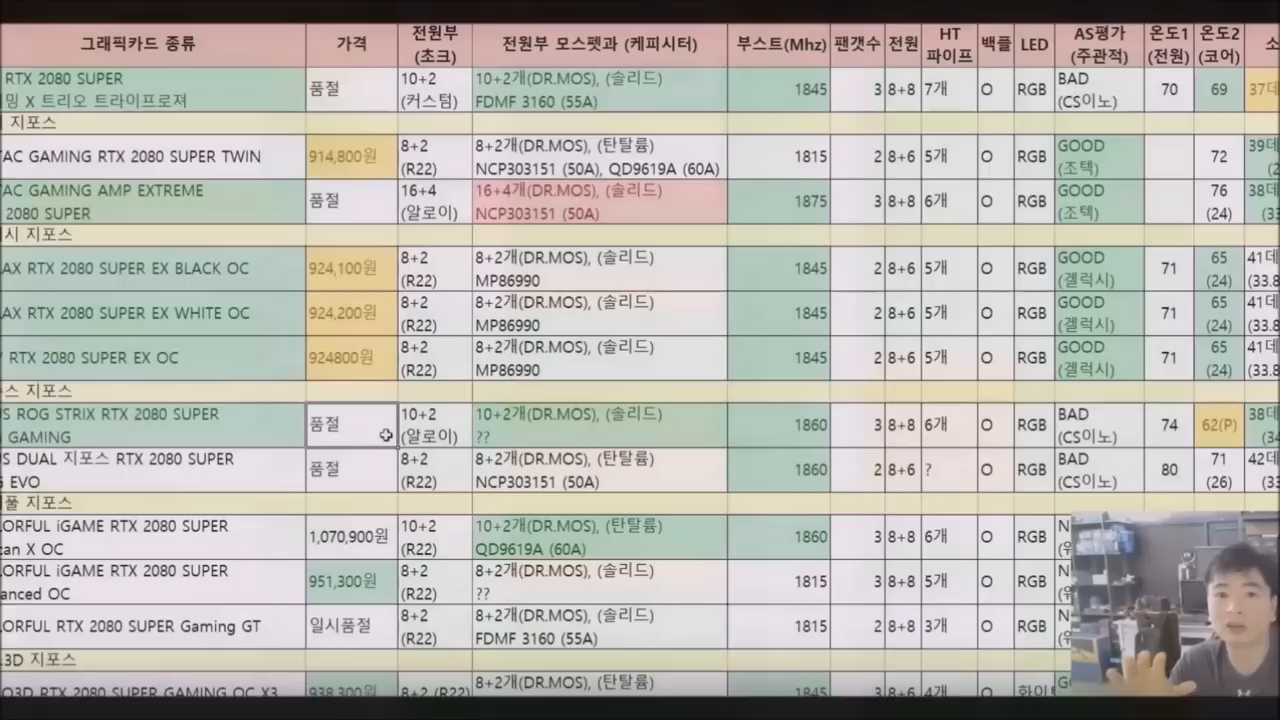 그래픽카드 종류 가격 전원부 (초크) 전원부 모스펫과 (케피시터) 부스트(Mhz) 팬갯수 전원 HT 파이프 백플 LED AS평가 (주관적) 온도1 (전원) 온도2 (코어) 소
RTX 2080 SUPER 품절 10+2 10+2개(DR.MOS), (솔리드) 1845 3 8+8 7개 O RGB BAD 70 69 37데
밍 X 트리오 트라이프로져 (커스텀) FDMF 3160 (55A) (CS이노)
지포스
TAC GAMING RTX 2080 SUPER TWIN 914,800원 8+2 8+2개(DR.MOS), (탄탈륨) 1815 2 8+6 5개 O RGB GOOD 72 39데
(R22) NCP303151 (50A), QD9619A (60A) (조텍)
TAC GAMING AMP EXTREME 품절 16+4 16+4개(DR.MOS), (솔리드) 1875 3 8+8 6개 O RGB GOOD 76 38데
2080 SUPER (알로이) NCP303151 (50A) (조텍) (24) (33
시 지포스
AX RTX 2080 SUPER EX BLACK OC 924,100원 8+2 8+2개(DR.MOS), (솔리드) 1845 2 8+6 5개 O RGB GOOD 71 65 41데
(R22) MP86990 (겔럭시) (24) (33.8
AX RTX 2080 SUPER EX WHITE OC 924,200원 8+2 8+2개(DR.MOS), (솔리드) 1845 2 8+6 5개 O RGB GOOD 71 65 41데
(R22) MP86990 (겔럭시) (24) (33.8
RTX 2080 SUPER EX OC 924800원 8+2 8+2개(DR.MOS), (솔리드) 1845 2 8+6 5개 O RGB GOOD 71 65 41데
(R22) MP86990 (겔럭시) (24) (33.8
스 지포스
S ROG STRIX RTX 2080 SUPER 품절 10+2 10+2개(DR.MOS), (솔리드) 1860 3 8+8 6개 O RGB BAD 74 62(P) 38데
GAMING (알로이) ?? (CS이노) (34
S DUAL 지포스 RTX 2080 SUPER 품절 8+2 8+2개(DR.MOS), (탄탈륨) 1860 2 8+6 ? O RGB BAD 80 71 42데
EVO (R22) NCP303151 (50A) (CS이노) (26) (33
풀 지포스
ORFUL iGAME RTX 2080 SUPER 1,070,900원 10+2 10+2개(DR.MOS), (탄탈륨) 1860 3 8+8 6개 O RGB N
can X OC (R22) QD9619A (60A)
ORFUL iGAME RTX 2080 SUPER 951,300원 8+2 8+2개(DR.MOS), (솔리드) 1815 3 8+8 5개 O RGB N
anced OC (R22) ??
ORFUL RTX 2080 SUPER Gaming GT 일시품절 8+2 8+2개(DR.MOS), (솔리드) 1815 2 8+8 3개 O RGB N
(R22) FDMF 3160 (55A)
3D 지포스
O3D RTX 2080 SUPER GAMING OC X3 938,300원 8+2 (R22) 8+2개(DR.MOS), (탄탈륨) 1845 3 8+6 4개 O 화이트